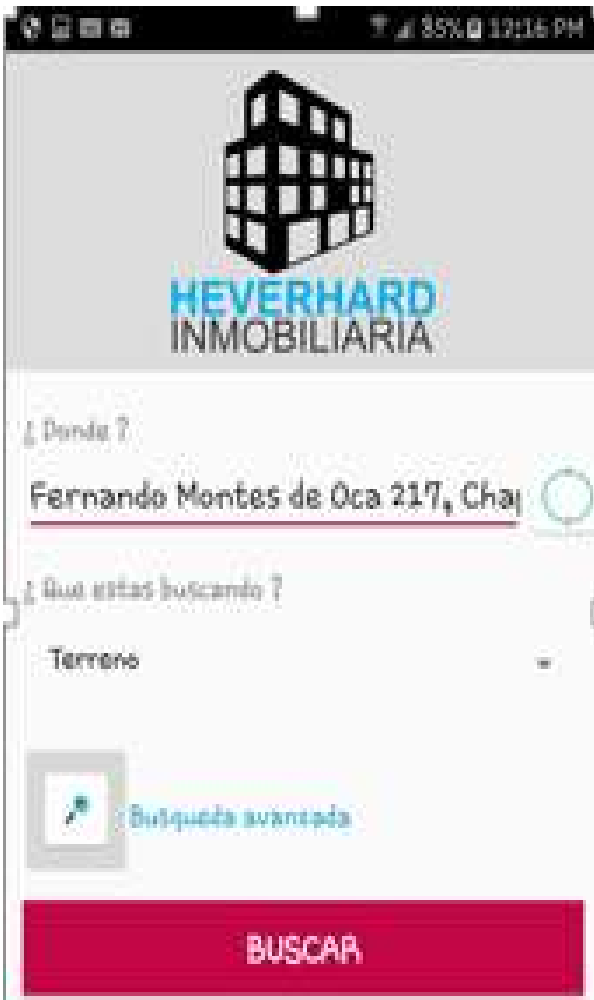 35% 12:16 PM
HEVERHARD
INMOBILIARIA
¿ Donde ?
Fernando Montes de Oca 217, Chap
¿ Que estas buscando ?
Terreno
Busqueda avanzada
BUSCAR